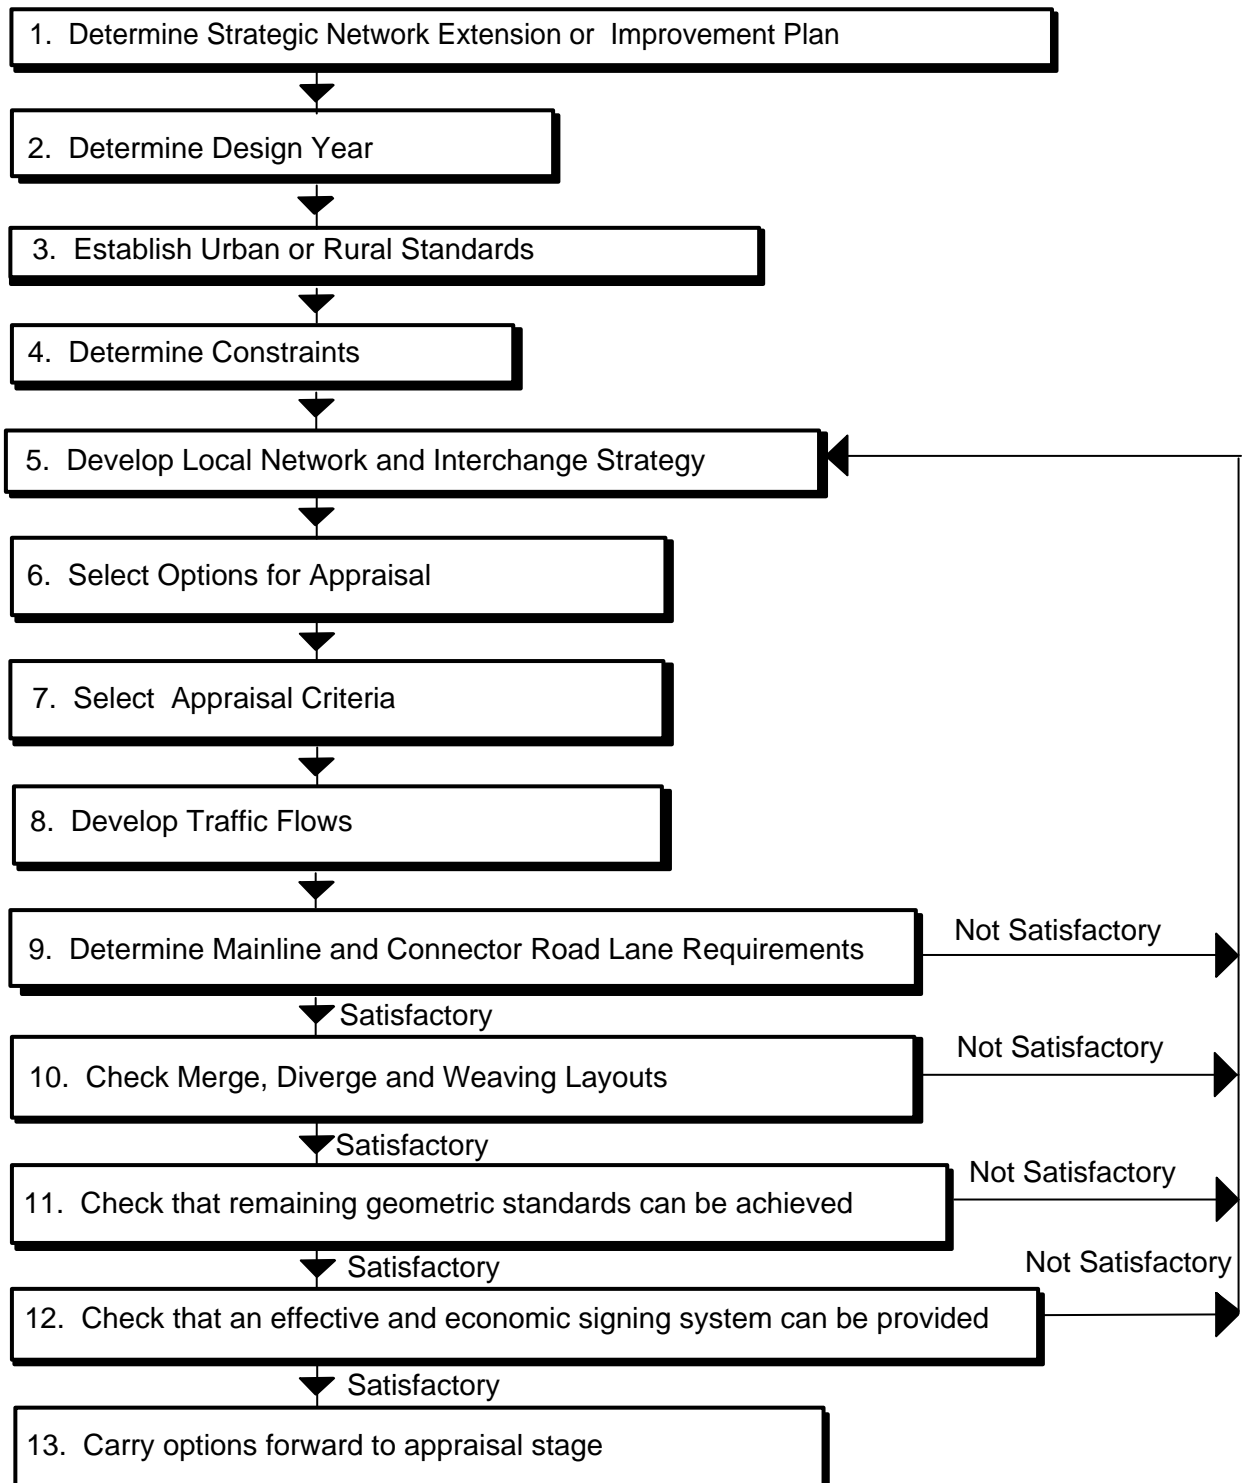 1. Determine Strategic Network Extension or Improvement Plan
2. Determine Design Year
3. Establish Urban or Rural Standards
4. Determine Constraints
5. Develop Local Network and Interchange Strategy
6. Select Options for Appraisal
7. Select Appraisal Criteria
8. Develop Traffic Flows
9. Determine Mainline and Connector Road Lane Requirements
Not Satisfactory
Satisfactory
10. Check Merge, Diverge and Weaving Layouts
Not Satisfactory
Satisfactory
11. Check that remaining geometric standards can be achieved
Not Satisfactory
Satisfactory
12. Check that an effective and economic signing system can be provided
Not Satisfactory
Satisfactory
13. Carry options forward to appraisal stage